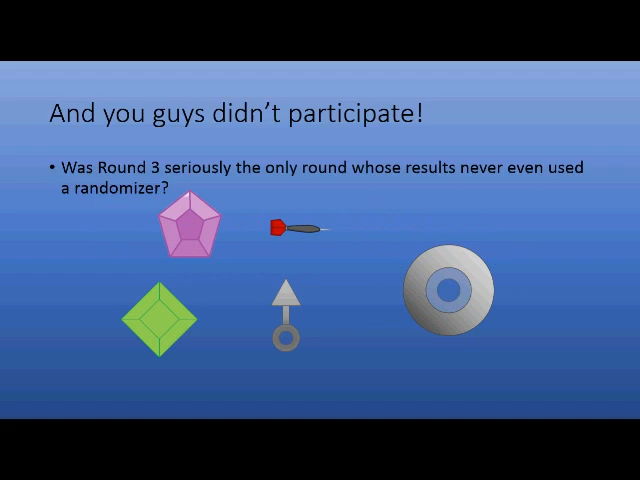 And you guys didn’t participate!
• Was Round 3 seriously the only round whose results never even used
a randomizer?